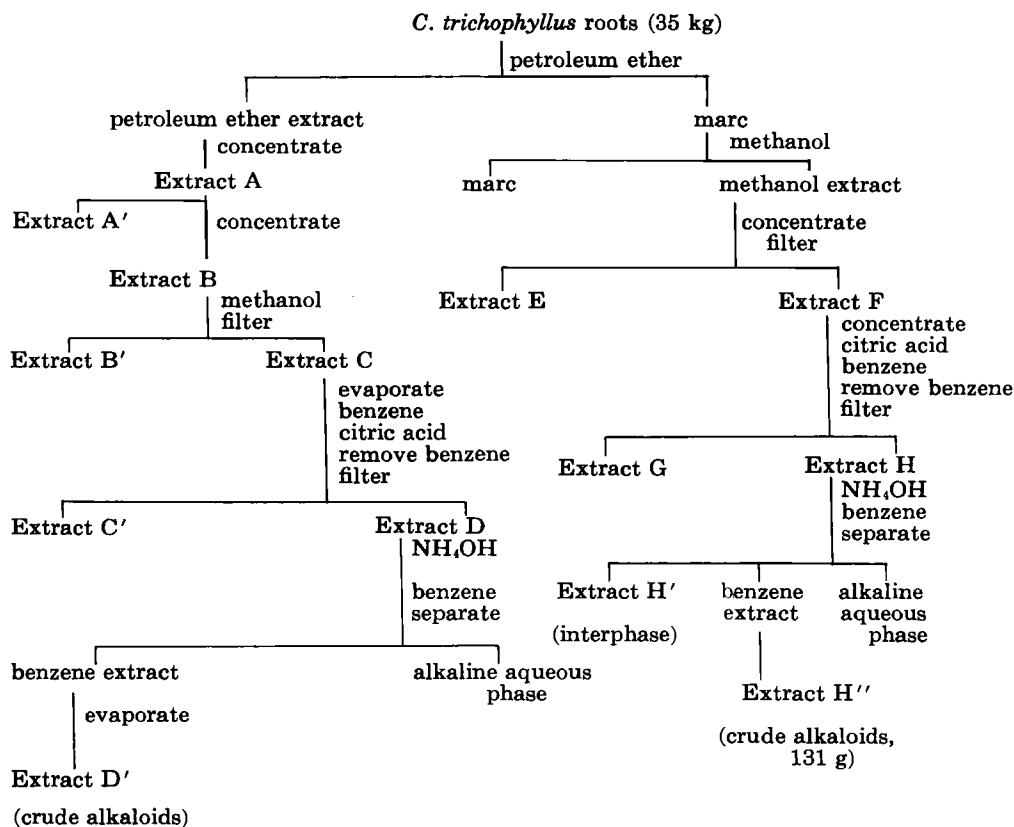 C. trichophyllus roots (35 kg)
petroleum ether
petroleum ether extract
concentrate
Extract A
Extract A′
concentrate
Extract B
methanol
filter
Extract B′
Extract C
evaporate
benzene
citric acid
remove benzene
filter
Extract C′
Extract D
NH₄OH
benzene
separate
benzene extract
alkaline aqueous
phase
evaporate
Extract D′
(crude alkaloids)
marc
methanol
marc
methanol extract
concentrate
filter
Extract E
Extract F
concentrate
citric acid
benzene
remove benzene
filter
Extract G
Extract H
NH₄OH
benzene
separate
Extract H′
(interphase)
benzene
extract
alkaline
aqueous
phase
Extract H′′
(crude alkaloids,
131 g)